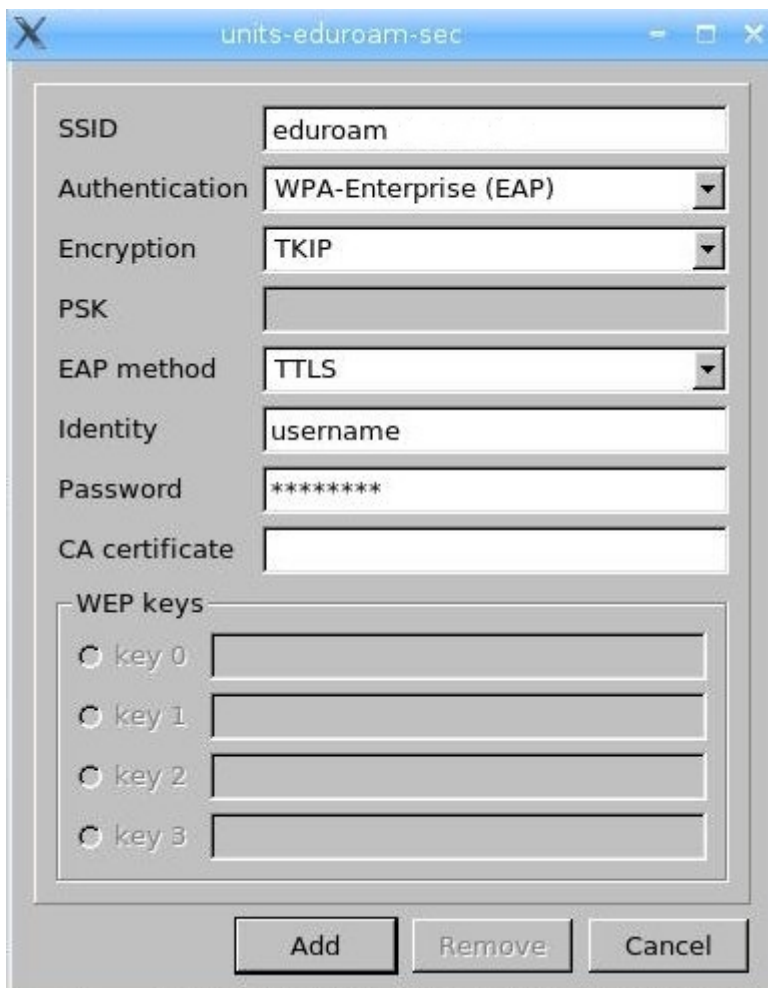 units-eduroam-sec
SSID eduroam
Authentication WPA-Enterprise (EAP)
Encryption TKIP
PSK
EAP method TTLS
Identity username
Password ********
CA certificate
WEP keys
key 0
key 1
key 2
key 3
Add Remove Cancel